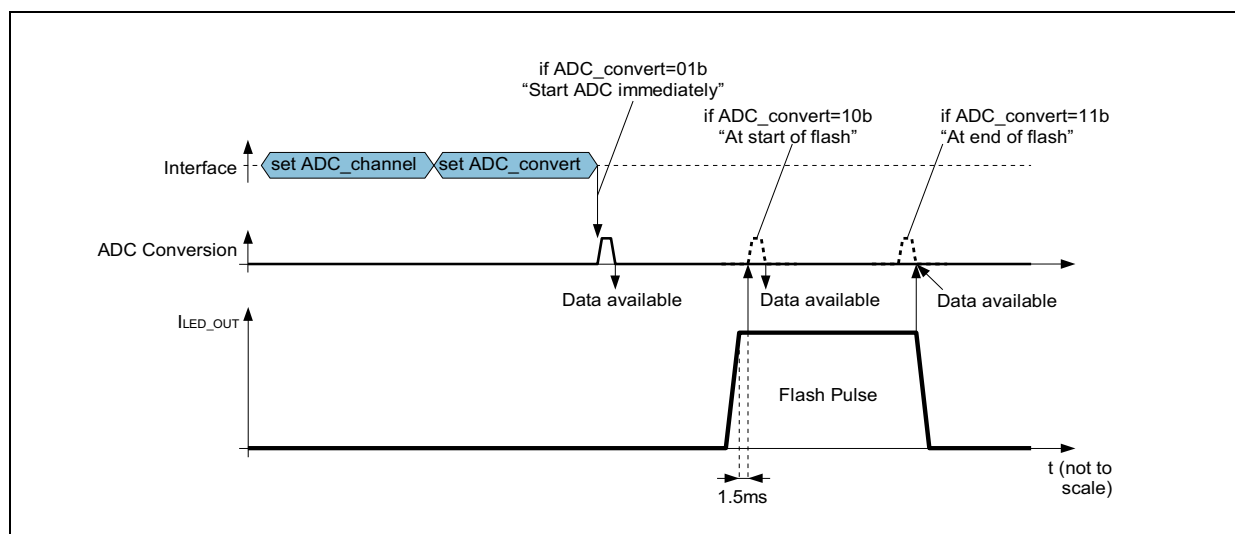 if ADC_convert=01b
“Start ADC immediately”
if ADC_convert=10b
“At start of flash”
if ADC_convert=11b
“At end of flash”
Interface
set ADC_channel
set ADC_convert
ADC Conversion
Data available
Data available
Data available
ILED_OUT
Flash Pulse
t (not to
scale)
1.5ms